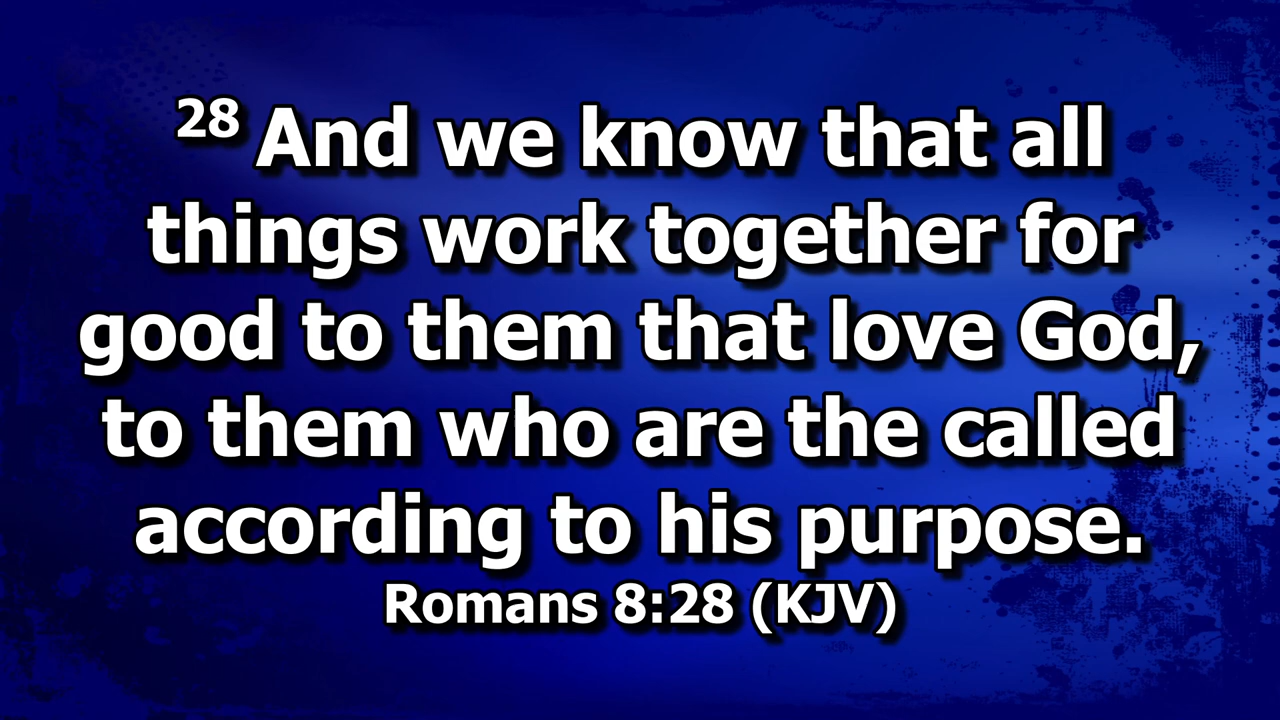 28 And we know that all
things work together for
good to them that love God,
to them who are the called
according to his purpose.
Romans 8:28 (KJV)